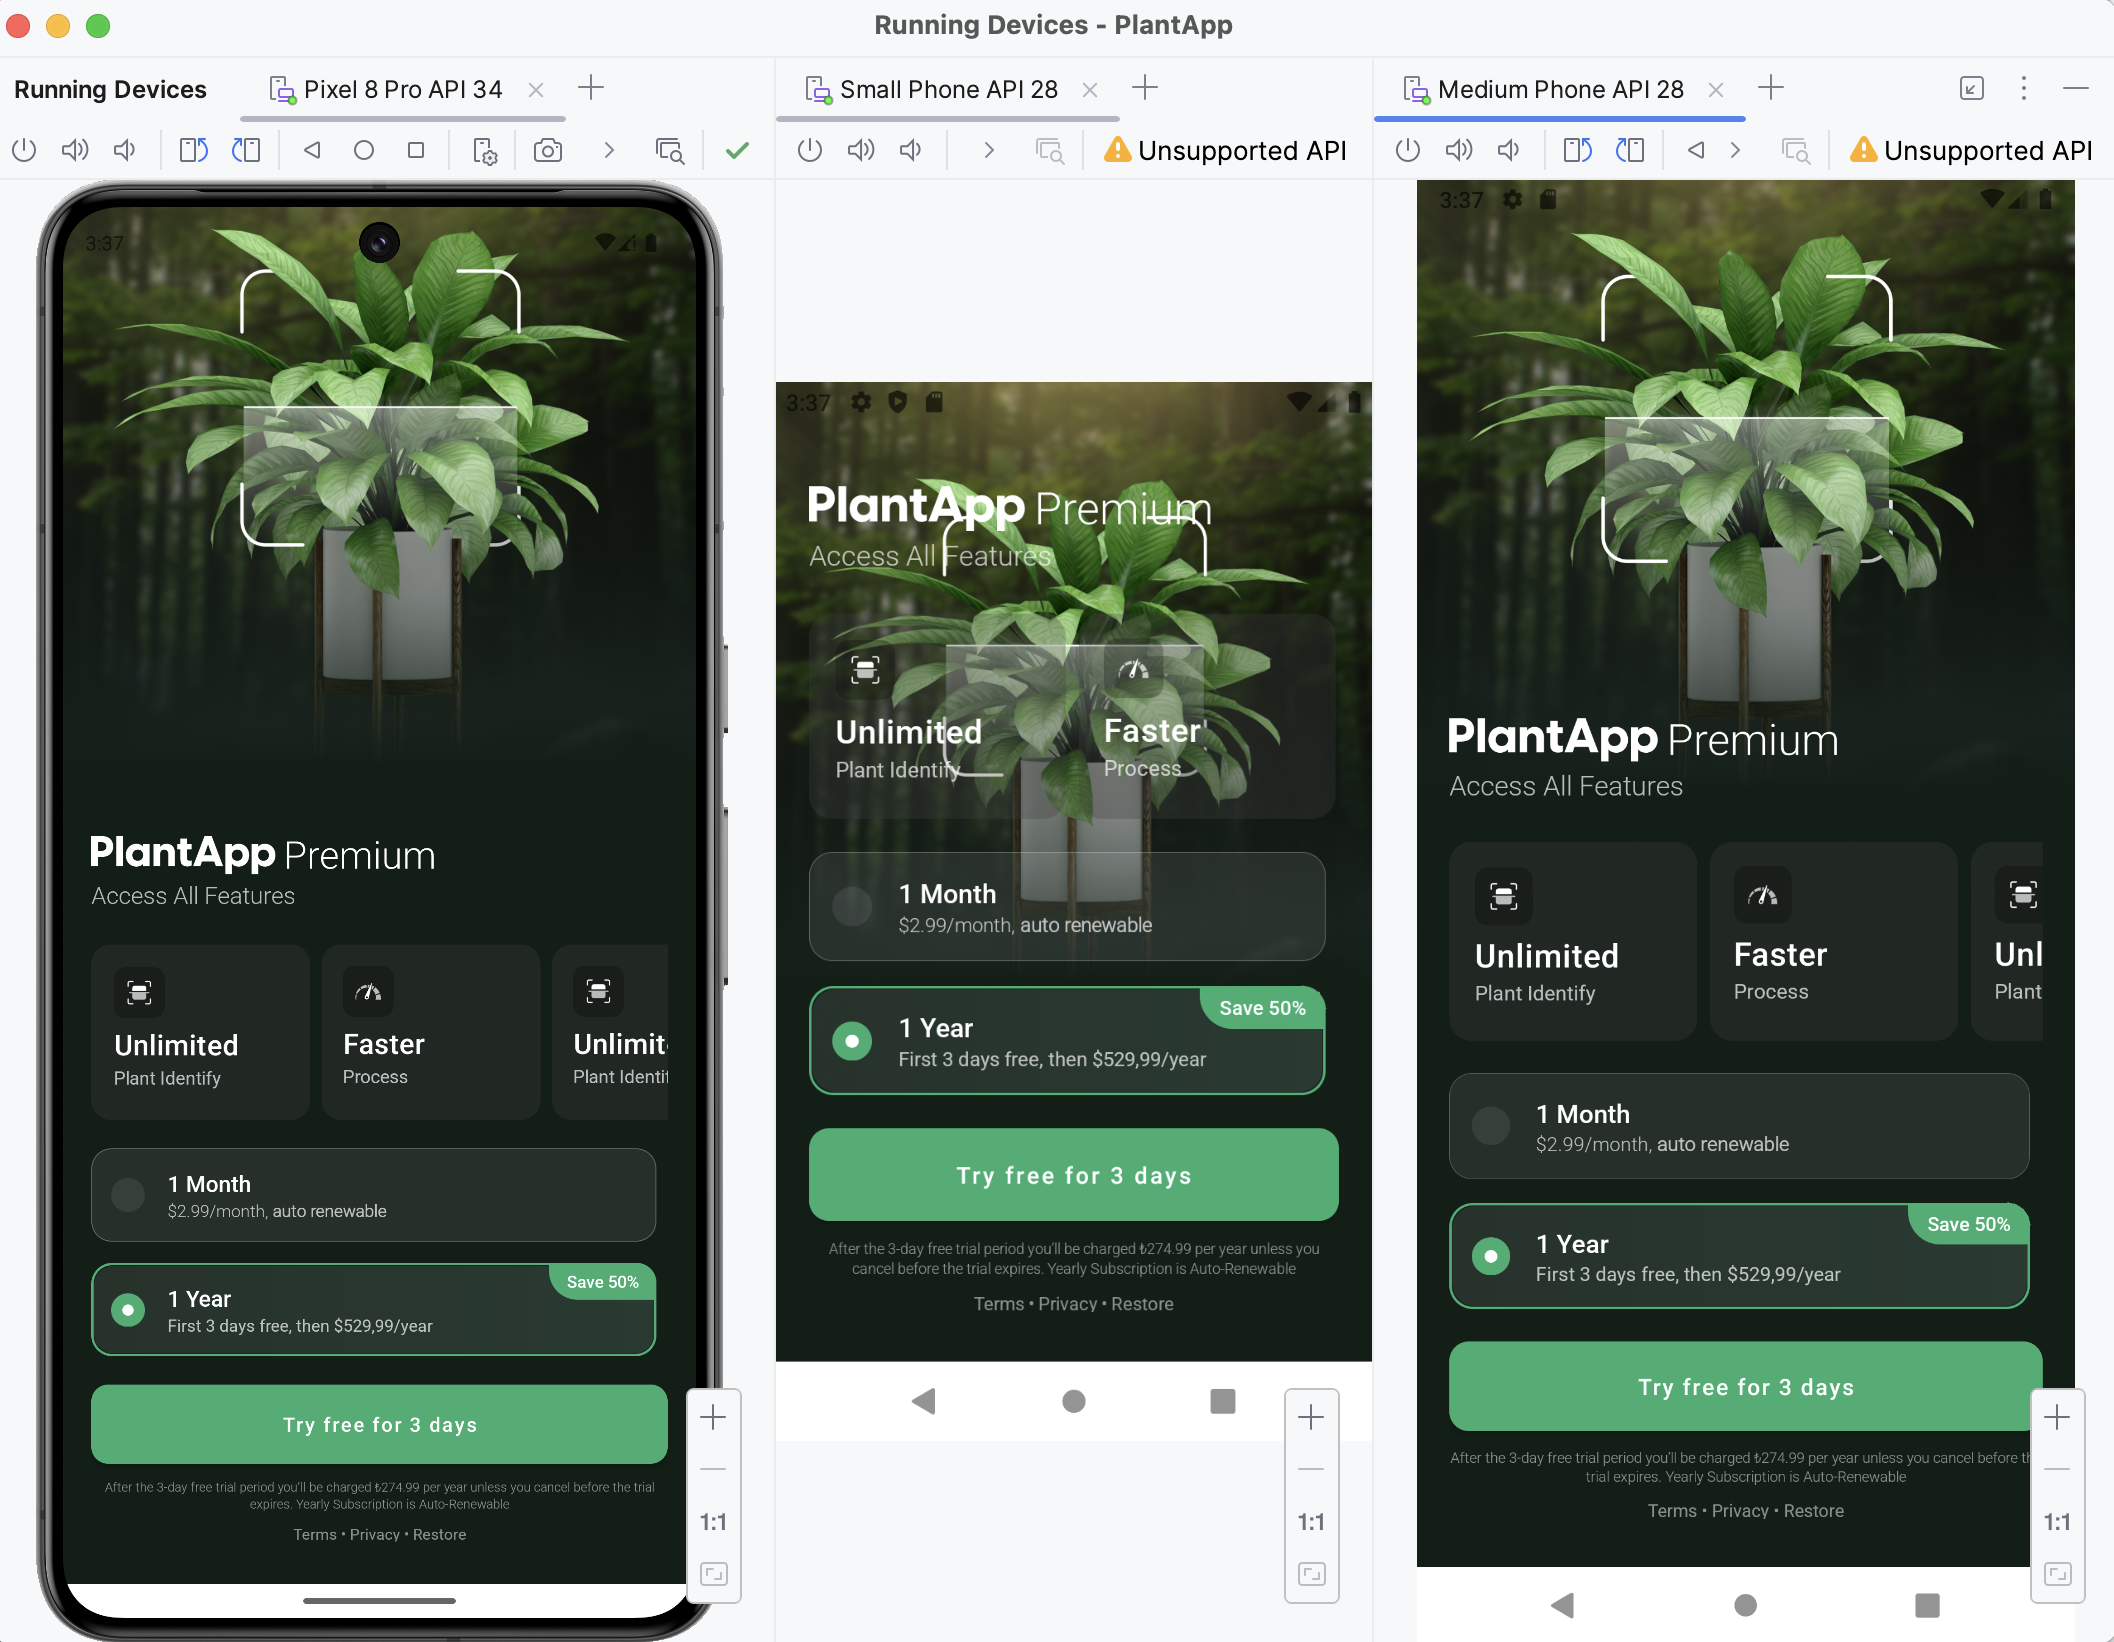 Running Devices - PlantApp
Running Devices
Pixel 8 Pro API 34
Small Phone API 28
Medium Phone API 28
Unsupported API
Unsupported API
3:37
PlantApp Premium
Access All Features
Unlimited
Plant Identify
Faster
Process
Unlimit
Plant Identif
1 Month
$2.99/month, auto renewable
Save 50%
1 Year
First 3 days free, then $529,99/year
Try free for 3 days
After the 3-day free trial period you'll be charged ₺274.99 per year unless you cancel before the trial
expires. Yearly Subscription is Auto-Renewable
Terms • Privacy • Restore
1:1
3:37
PlantApp Premium
Access All Features
Unlimited
Plant Identify
Faster
Process
1 Month
$2.99/month, auto renewable
Save 50%
1 Year
First 3 days free, then $529,99/year
Try free for 3 days
After the 3-day free trial period you'll be charged ₺274.99 per year unless you
cancel before the trial expires. Yearly Subscription is Auto-Renewable
Terms • Privacy • Restore
1:1
3:37
PlantApp Premium
Access All Features
Unlimited
Plant Identify
Faster
Process
Unl
Plant
1 Month
$2.99/month, auto renewable
Save 50%
1 Year
First 3 days free, then $529,99/year
Try free for 3 days
After the 3-day free trial period you'll be charged ₺274.99 per year unless you cancel before th
trial expires. Yearly Subscription is Auto-Renewable
Terms • Privacy • Restore
1:1